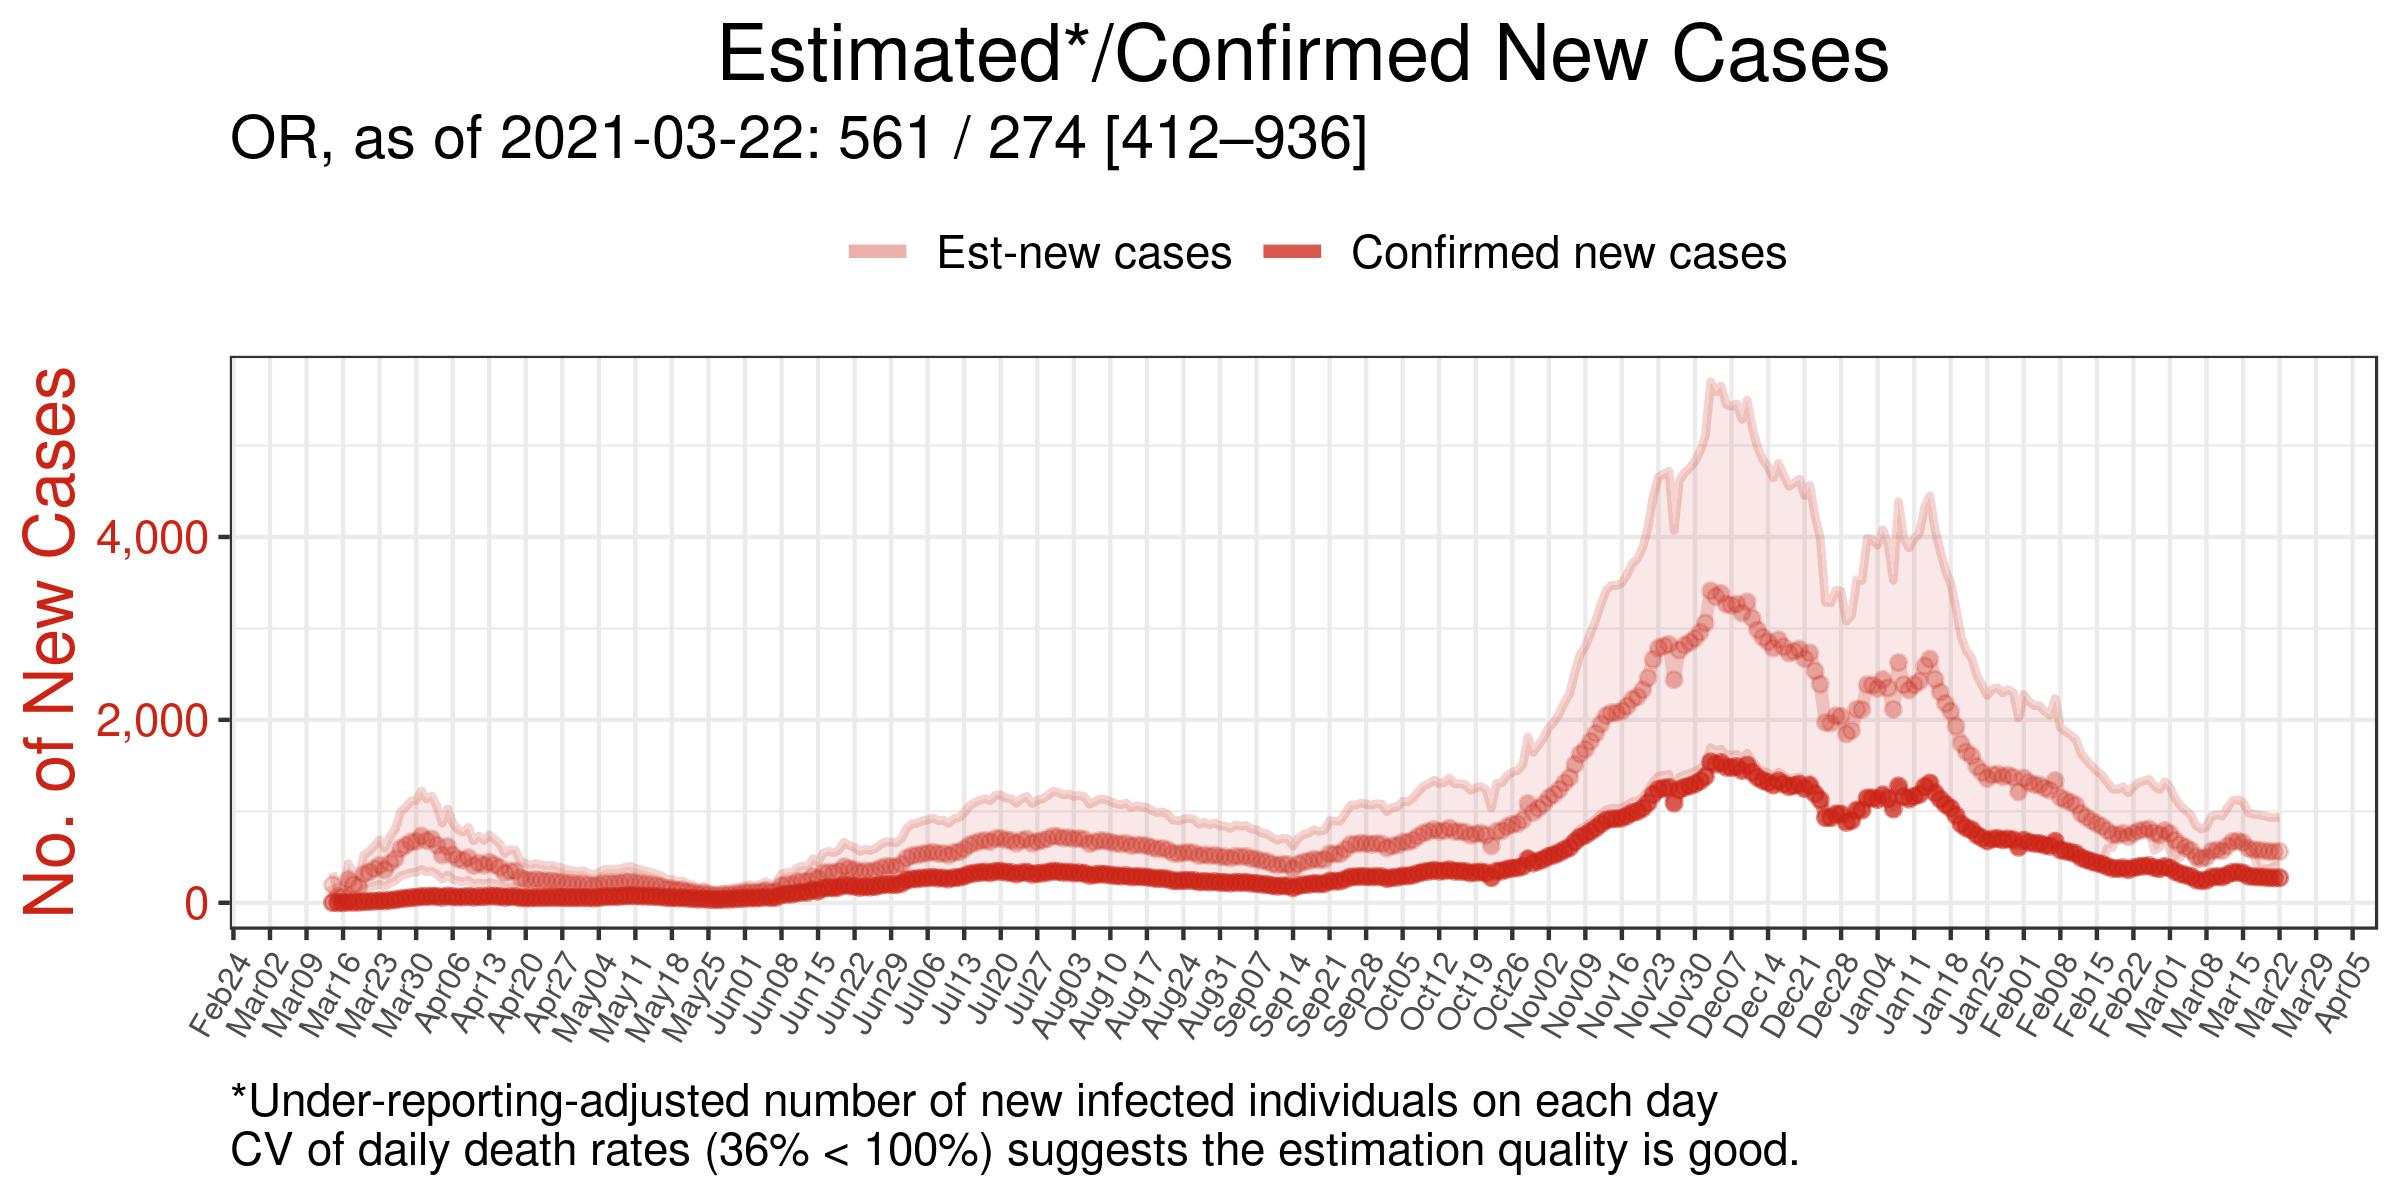 Estimated*/Confirmed New Cases
OR, as of 2021-03-22: 561 / 274 [412–936]
Est-new cases Confirmed new cases
No. of New Cases
4,000
2,000
0
Feb24 Mar02 Mar09 Mar16 Mar23 Mar30 Apr06 Apr13 Apr20 Apr27 May04 May11 May18 May25 Jun01 Jun08 Jun15 Jun22 Jun29 Jul06 Jul13 Jul20 Jul27 Aug03 Aug10 Aug17 Aug24 Aug31 Sep07 Sep14 Sep21 Sep28 Oct05 Oct12 Oct19 Oct26 Nov02 Nov09 Nov16 Nov23 Nov30 Dec07 Dec14 Dec21 Dec28 Jan04 Jan11 Jan18 Jan25 Feb01 Feb08 Feb15 Feb22 Mar01 Mar08 Mar15 Mar22 Mar29 Apr05
*Under-reporting-adjusted number of new infected individuals on each day
CV of daily death rates (36% < 100%) suggests the estimation quality is good.